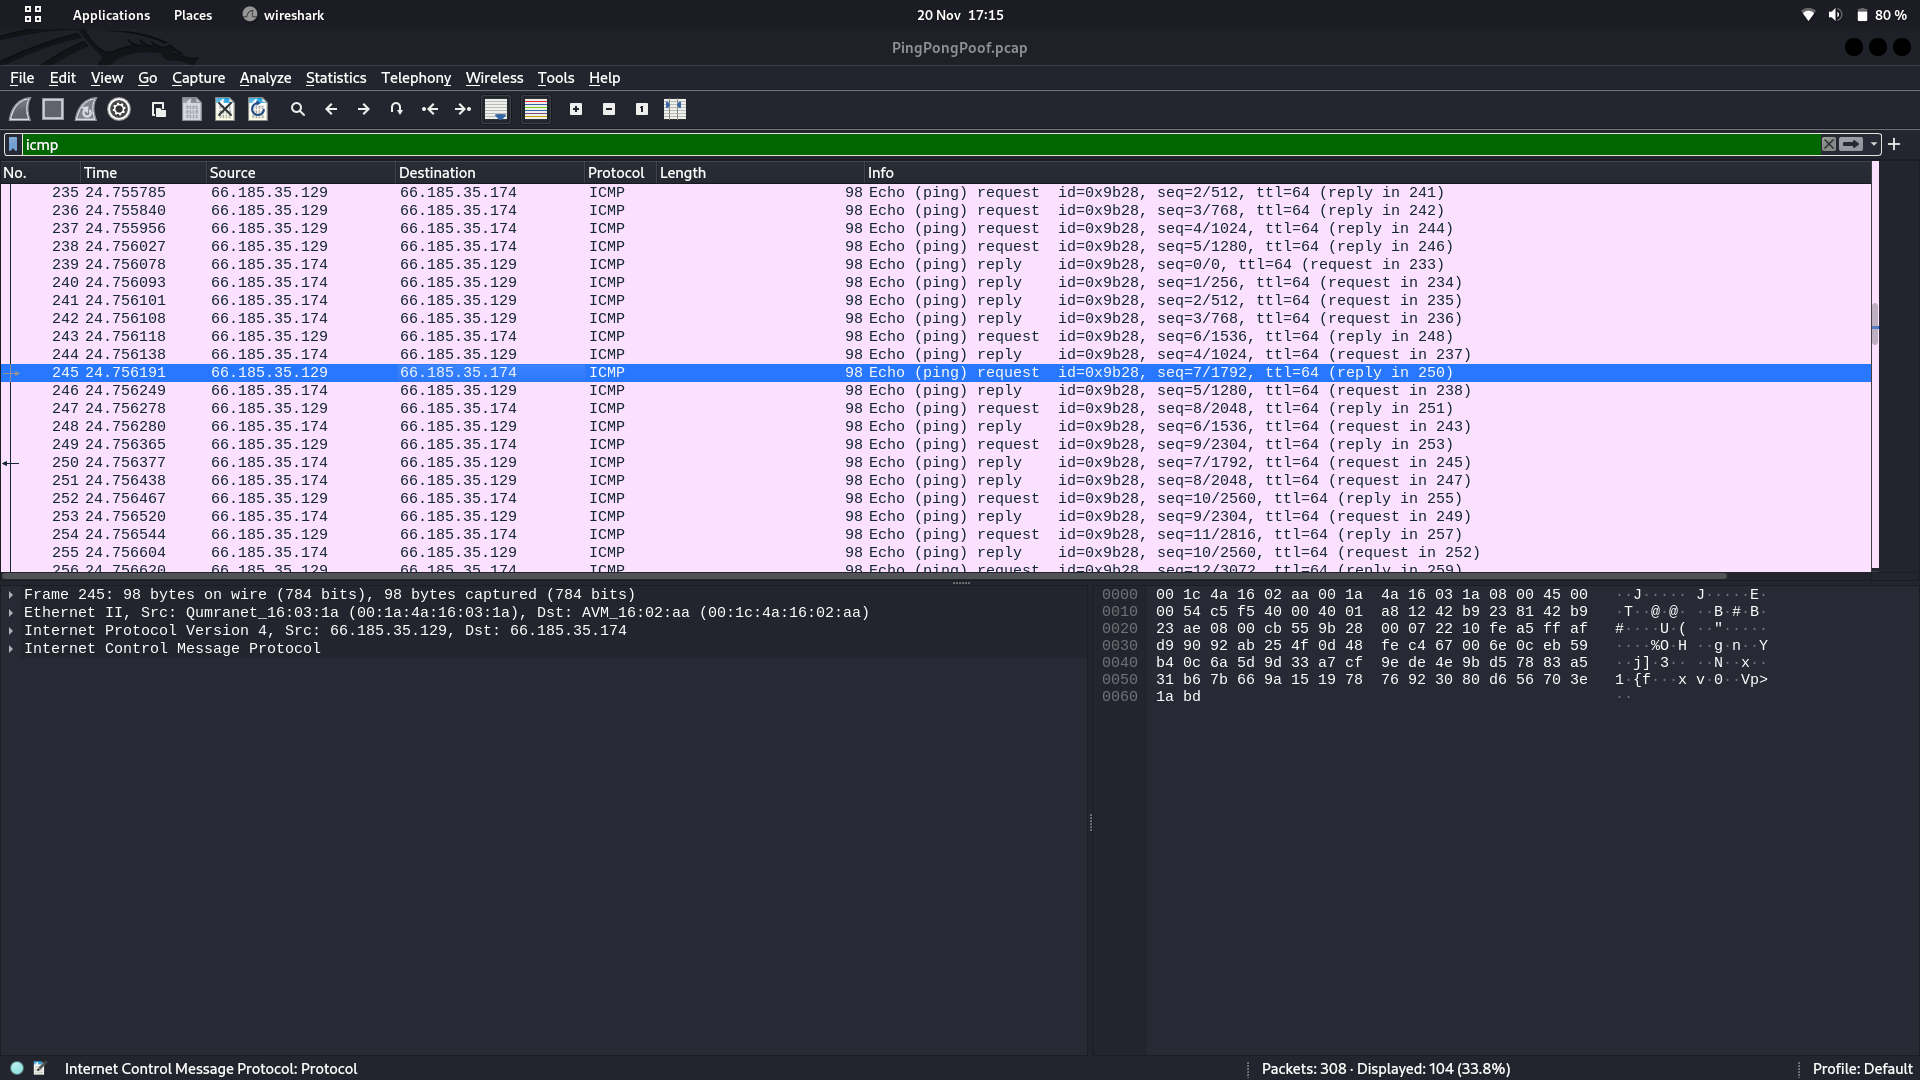 Applications Places wireshark 20 Nov 17:15 80 %
PingPongPoof.pcap
File Edit View Go Capture Analyze Statistics Telephony Wireless Tools Help
icmp
No. Time Source Destination Protocol Length Info
235 24.755785 66.185.35.129 66.185.35.174 ICMP 98 Echo (ping) request id=0x9b28, seq=2/512, ttl=64 (reply in 241)
236 24.755840 66.185.35.129 66.185.35.174 ICMP 98 Echo (ping) request id=0x9b28, seq=3/768, ttl=64 (reply in 242)
237 24.755956 66.185.35.129 66.185.35.174 ICMP 98 Echo (ping) request id=0x9b28, seq=4/1024, ttl=64 (reply in 244)
238 24.756027 66.185.35.129 66.185.35.174 ICMP 98 Echo (ping) request id=0x9b28, seq=5/1280, ttl=64 (reply in 246)
239 24.756078 66.185.35.174 66.185.35.129 ICMP 98 Echo (ping) reply id=0x9b28, seq=0/0, ttl=64 (request in 233)
240 24.756093 66.185.35.174 66.185.35.129 ICMP 98 Echo (ping) reply id=0x9b28, seq=1/256, ttl=64 (request in 234)
241 24.756101 66.185.35.174 66.185.35.129 ICMP 98 Echo (ping) reply id=0x9b28, seq=2/512, ttl=64 (request in 235)
242 24.756108 66.185.35.174 66.185.35.129 ICMP 98 Echo (ping) reply id=0x9b28, seq=3/768, ttl=64 (request in 236)
243 24.756118 66.185.35.129 66.185.35.174 ICMP 98 Echo (ping) request id=0x9b28, seq=6/1536, ttl=64 (reply in 248)
244 24.756138 66.185.35.174 66.185.35.129 ICMP 98 Echo (ping) reply id=0x9b28, seq=4/1024, ttl=64 (request in 237)
245 24.756191 66.185.35.129 66.185.35.174 ICMP 98 Echo (ping) request id=0x9b28, seq=7/1792, ttl=64 (reply in 250)
246 24.756249 66.185.35.174 66.185.35.129 ICMP 98 Echo (ping) reply id=0x9b28, seq=5/1280, ttl=64 (request in 238)
247 24.756278 66.185.35.129 66.185.35.174 ICMP 98 Echo (ping) request id=0x9b28, seq=8/2048, ttl=64 (reply in 251)
248 24.756280 66.185.35.174 66.185.35.129 ICMP 98 Echo (ping) reply id=0x9b28, seq=6/1536, ttl=64 (request in 243)
249 24.756365 66.185.35.129 66.185.35.174 ICMP 98 Echo (ping) request id=0x9b28, seq=9/2304, ttl=64 (reply in 253)
250 24.756377 66.185.35.174 66.185.35.129 ICMP 98 Echo (ping) reply id=0x9b28, seq=7/1792, ttl=64 (request in 245)
251 24.756438 66.185.35.174 66.185.35.129 ICMP 98 Echo (ping) reply id=0x9b28, seq=8/2048, ttl=64 (request in 247)
252 24.756467 66.185.35.129 66.185.35.174 ICMP 98 Echo (ping) request id=0x9b28, seq=10/2560, ttl=64 (reply in 255)
253 24.756520 66.185.35.174 66.185.35.129 ICMP 98 Echo (ping) reply id=0x9b28, seq=9/2304, ttl=64 (request in 249)
254 24.756544 66.185.35.129 66.185.35.174 ICMP 98 Echo (ping) request id=0x9b28, seq=11/2816, ttl=64 (reply in 257)
255 24.756604 66.185.35.174 66.185.35.129 ICMP 98 Echo (ping) reply id=0x9b28, seq=10/2560, ttl=64 (request in 252)
256 24.756620 66.185.35.129 66.185.35.174 ICMP 98 Echo (ping) request id=0x9b28, seq=12/3072, ttl=64 (reply in 259)
Frame 245: 98 bytes on wire (784 bits), 98 bytes captured (784 bits)
Ethernet II, Src: Qumranet_16:03:1a (00:1a:4a:16:03:1a), Dst: AVM_16:02:aa (00:1c:4a:16:02:aa)
Internet Protocol Version 4, Src: 66.185.35.129, Dst: 66.185.35.174
Internet Control Message Protocol
0000 00 1c 4a 16 02 aa 00 1a 4a 16 03 1a 08 00 45 00 ··J····· J·····E·
0010 00 54 c5 f5 40 00 40 01 a8 12 42 b9 23 81 42 b9 ·T··@·@· ··B·#·B·
0020 23 ae 08 00 cb 55 9b 28 00 07 22 10 fe a5 ff af #····U·( ··"·····
0030 d9 90 92 ab 25 4f 0d 48 fe c4 67 00 6e 0c eb 59 ····%O·H ··g·n··Y
0040 b4 0c 6a 5d 9d 33 a7 cf 9e de 4e 9b d5 78 83 a5 ··j]·3·· ··N··x··
0050 31 b6 7b 66 9a 15 19 78 76 92 30 80 d6 56 70 3e 1·{f···x v·0··Vp>
0060 1a bd ··
Internet Control Message Protocol: Protocol Packets: 308 · Displayed: 104 (33.8%) Profile: Default